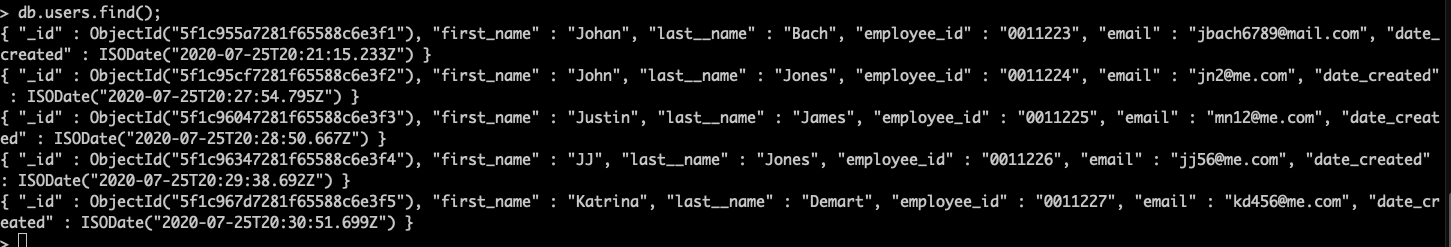 > db.users.find();
{ "_id" : ObjectId("5f1c955a7281f65588c6e3f1"), "first_name" : "Johan", "last__name" : "Bach", "employee_id" : "0011223", "email" : "jbach6789@mail.com", "date_
created" : ISODate("2020-07-25T20:21:15.233Z") }
{ "_id" : ObjectId("5f1c95cf7281f65588c6e3f2"), "first_name" : "John", "last__name" : "Jones", "employee_id" : "0011224", "email" : "jn2@me.com", "date_created"
 : ISODate("2020-07-25T20:27:54.795Z") }
{ "_id" : ObjectId("5f1c96047281f65588c6e3f3"), "first_name" : "Justin", "last__name" : "James", "employee_id" : "0011225", "email" : "mn12@me.com", "date_creat
ed" : ISODate("2020-07-25T20:28:50.667Z") }
{ "_id" : ObjectId("5f1c96347281f65588c6e3f4"), "first_name" : "JJ", "last__name" : "Jones", "employee_id" : "0011226", "email" : "jj56@me.com", "date_created"
: ISODate("2020-07-25T20:29:38.692Z") }
{ "_id" : ObjectId("5f1c967d7281f65588c6e3f5"), "first_name" : "Katrina", "last__name" : "Demart", "employee_id" : "0011227", "email" : "kd456@me.com", "date_cr
eated" : ISODate("2020-07-25T20:30:51.699Z") }
>